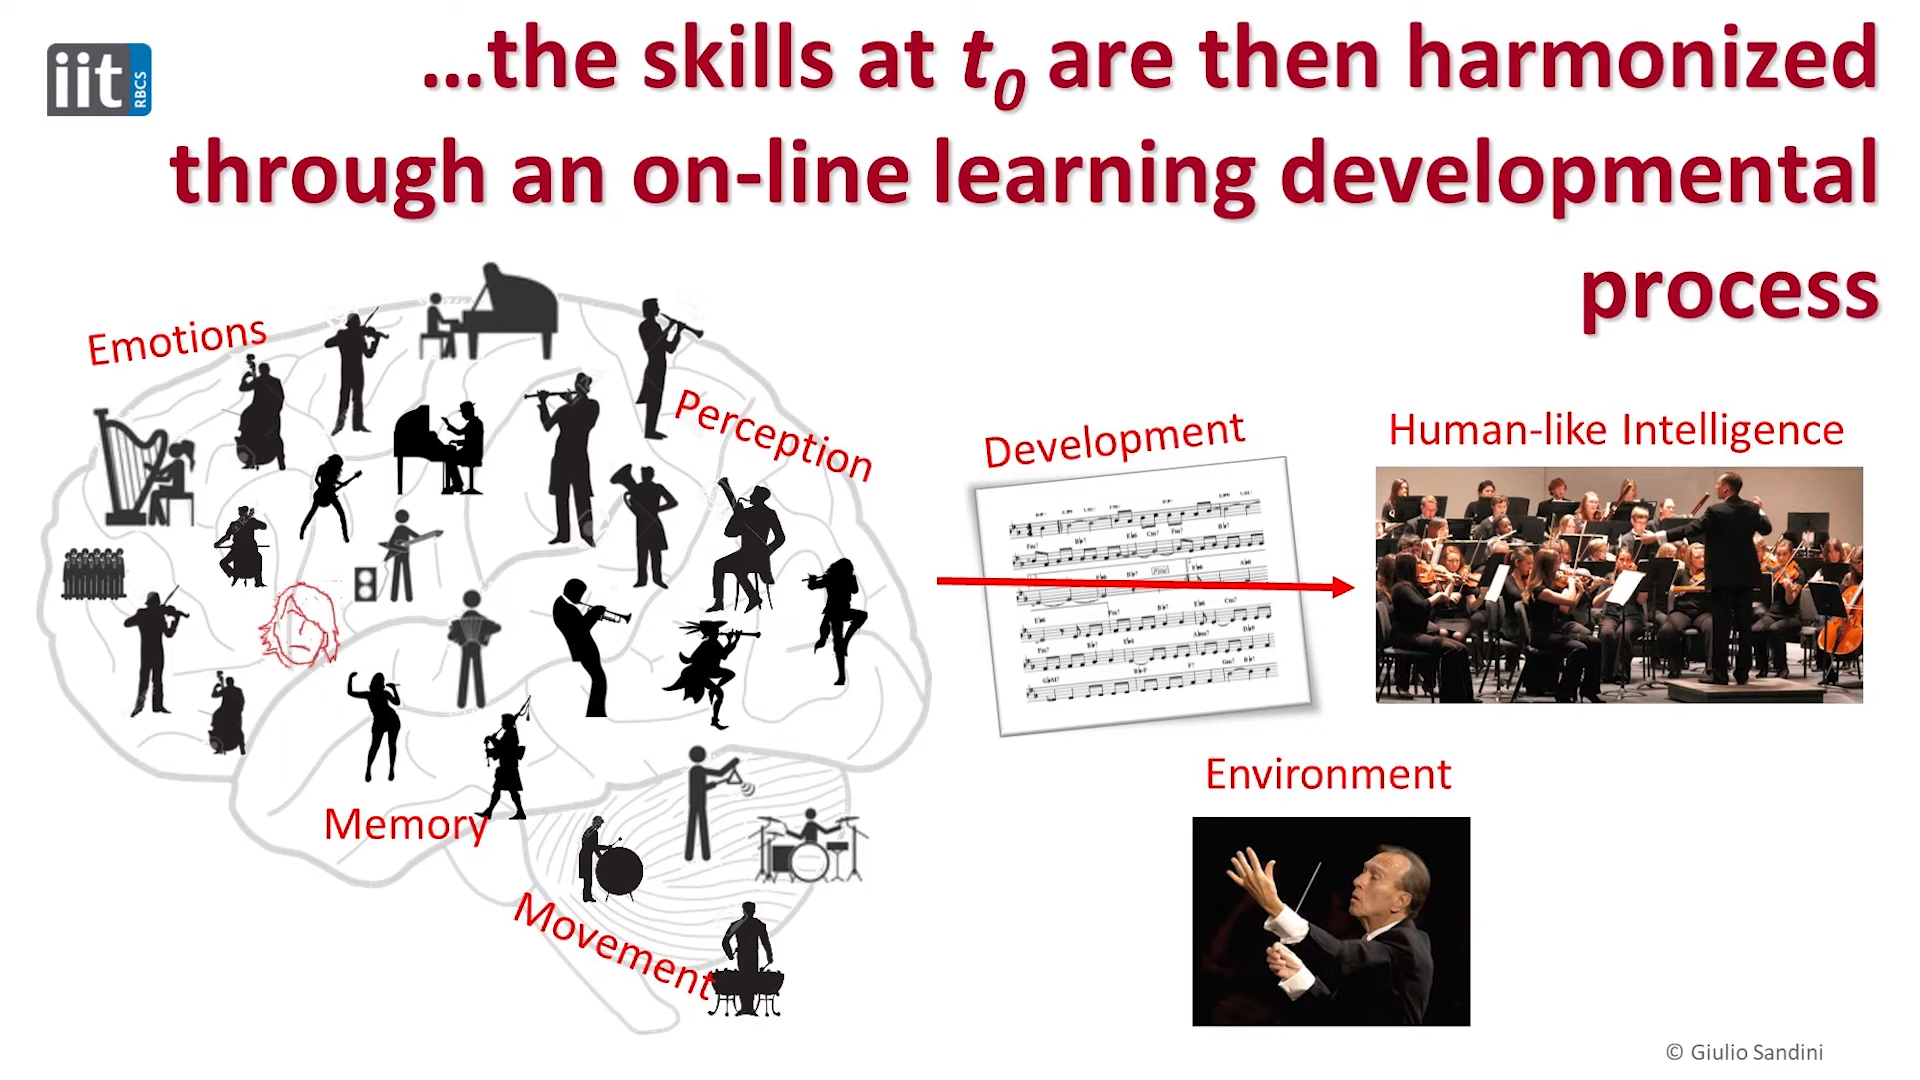 iit
RBCS
...the skills at t0 are then harmonized
through an on-line learning developmental
process
Emotions
Perception
Memory
Movement
Development
Human-like Intelligence
Environment
© Giulio Sandini